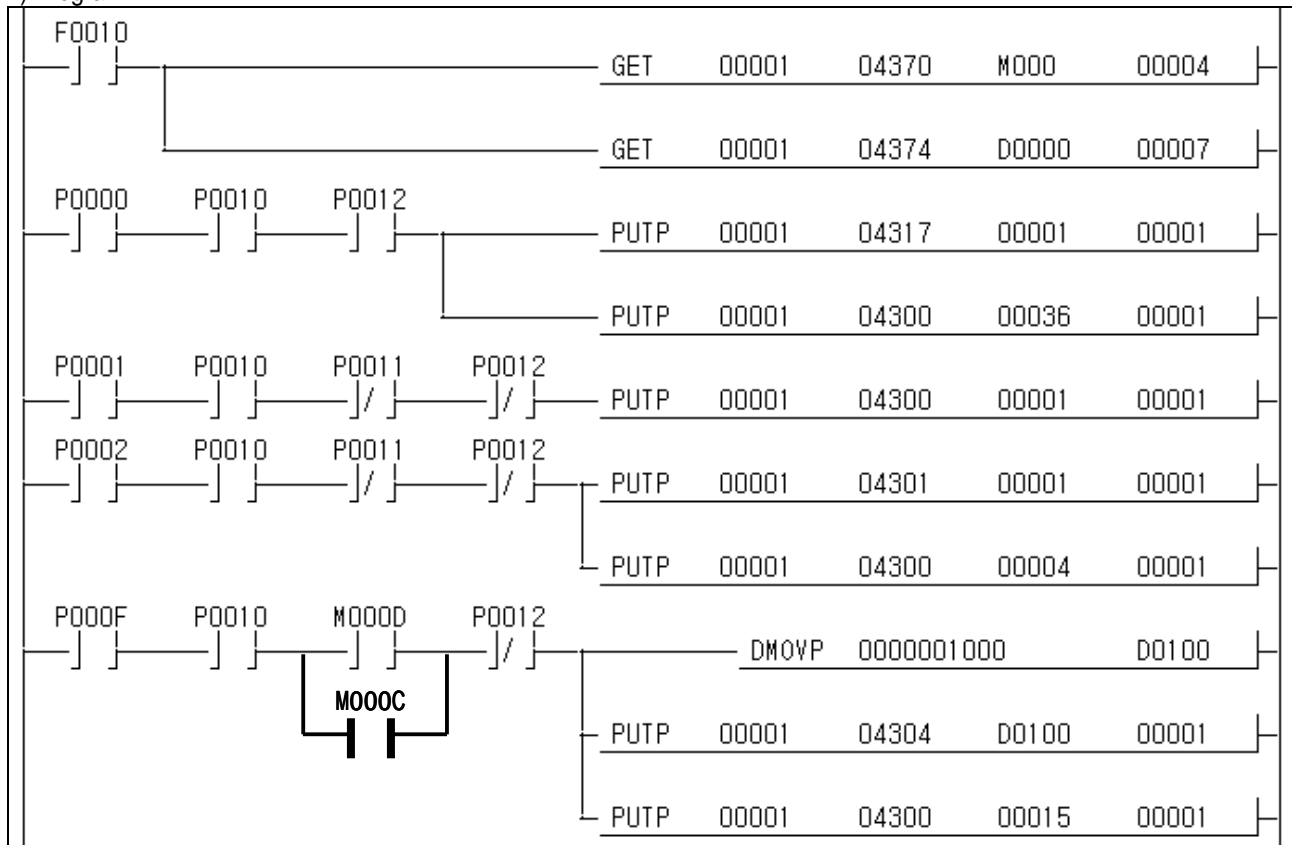 F0010
GET 00001 04370 M000 00004
GET 00001 04374 D0000 00007
P0000 P0010 P0012
PUTP 00001 04317 00001 00001
PUTP 00001 04300 00036 00001
P0001 P0010 P0011 P0012
PUTP 00001 04300 00001 00001
P0002 P0010 P0011 P0012
PUTP 00001 04301 00001 00001
PUTP 00001 04300 00004 00001
P000F P0010 M000D P0012
DMOVP 0000001000 D0100
M000C
PUTP 00001 04304 D0100 00001
PUTP 00001 04300 00015 00001